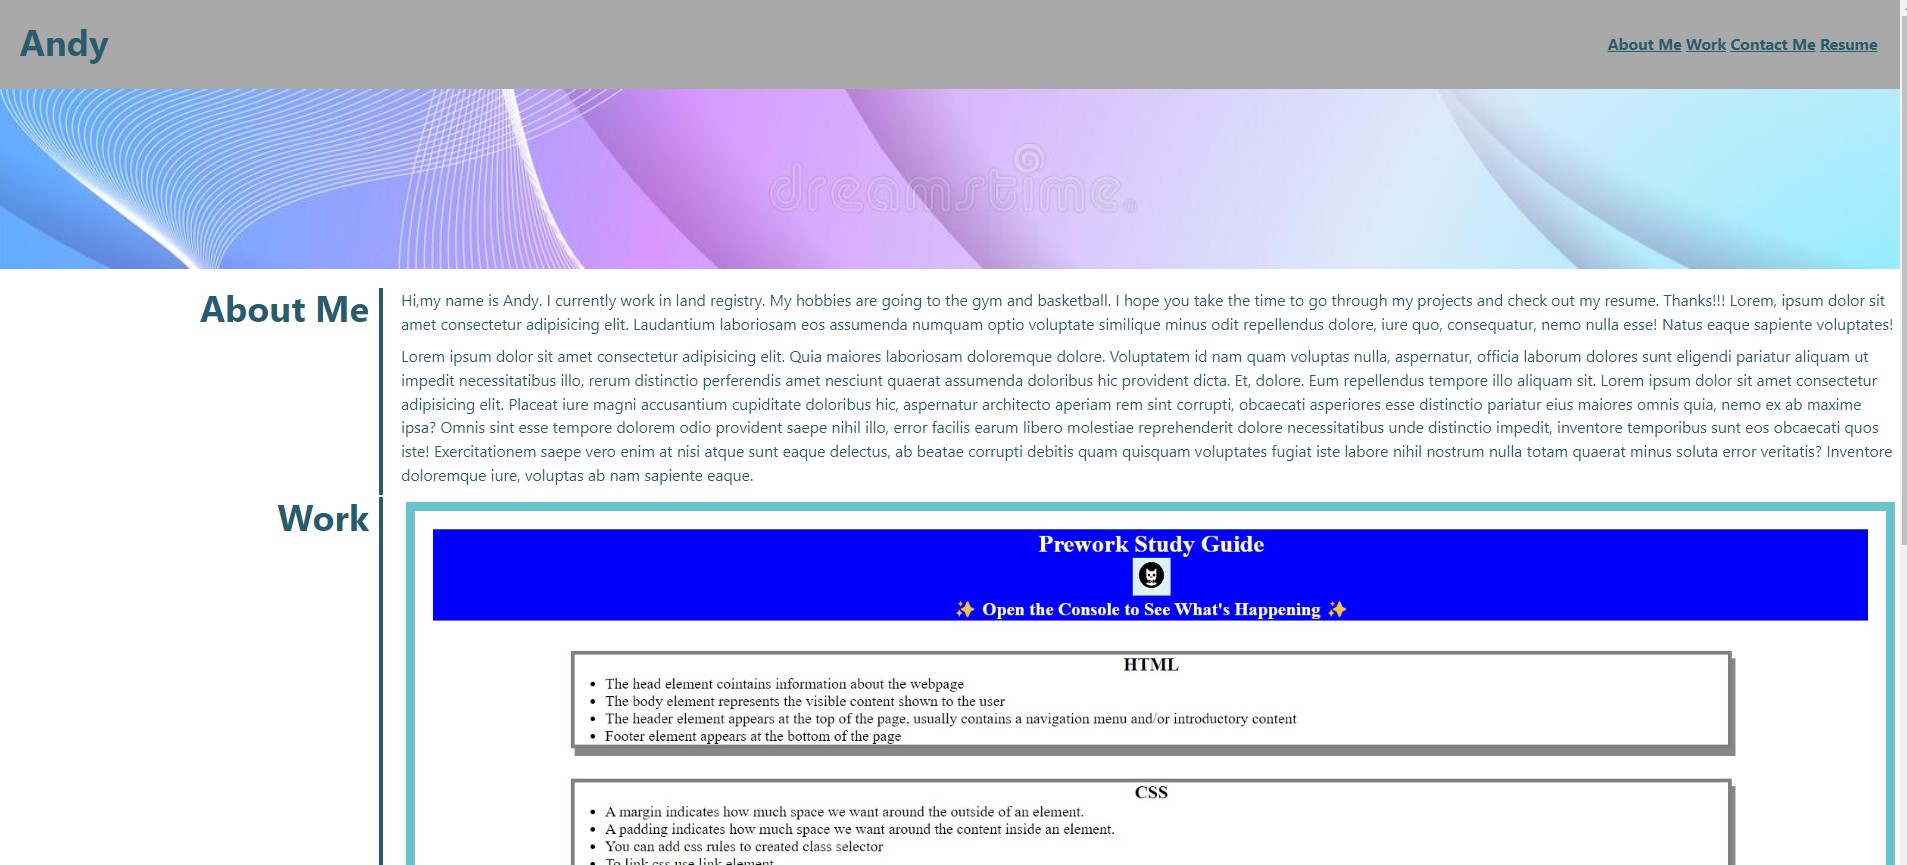 Andy
About Me Work Contact Me Resume
dreamstime
About Me
Hi,my name is Andy. I currently work in land registry. My hobbies are going to the gym and basketball. I hope you take the time to go through my projects and check out my resume. Thanks!!! Lorem, ipsum dolor sit
amet consectetur adipisicing elit. Laudantium laboriosam eos assumenda numquam optio voluptate similique minus odit repellendus dolore, iure quo, consequatur, nemo nulla esse! Natus eaque sapiente voluptates!
Lorem ipsum dolor sit amet consectetur adipisicing elit. Quia maiores laboriosam doloremque dolore. Voluptatem id nam quam voluptas nulla, aspernatur, officia laborum dolores sunt eligendi pariatur aliquam ut
impedit necessitatibus illo, rerum distinctio perferendis amet nesciunt quaerat assumenda doloribus hic provident dicta. Et, dolore. Eum repellendus tempore illo aliquam sit. Lorem ipsum dolor sit amet consectetur
adipisicing elit. Placeat iure magni accusantium cupiditate doloribus hic, aspernatur architecto aperiam rem sint corrupti, obcaecati asperiores esse distinctio pariatur eius maiores omnis quia, nemo ex ab maxime
ipsa? Omnis sint esse tempore dolorem odio provident saepe nihil illo, error facilis earum libero molestiae reprehenderit dolore necessitatibus unde distinctio impedit, inventore temporibus sunt eos obcaecati quos
iste! Exercitationem saepe vero enim at nisi atque sunt eaque delectus, ab beatae corrupti debitis quam quisquam voluptates fugiat iste labore nihil nostrum nulla totam quaerat minus soluta error veritatis? Inventore
doloremque iure, voluptas ab nam sapiente eaque.
Work
Prework Study Guide
✨ Open the Console to See What's Happening ✨
HTML
• The head element cointains information about the webpage
• The body element represents the visible content shown to the user
• The header element appears at the top of the page, usually contains a navigation menu and/or introductory content
• Footer element appears at the bottom of the page
CSS
• A margin indicates how much space we want around the outside of an element.
• A padding indicates how much space we want around the content inside an element.
• You can add css rules to created class selector
• To link css use link element